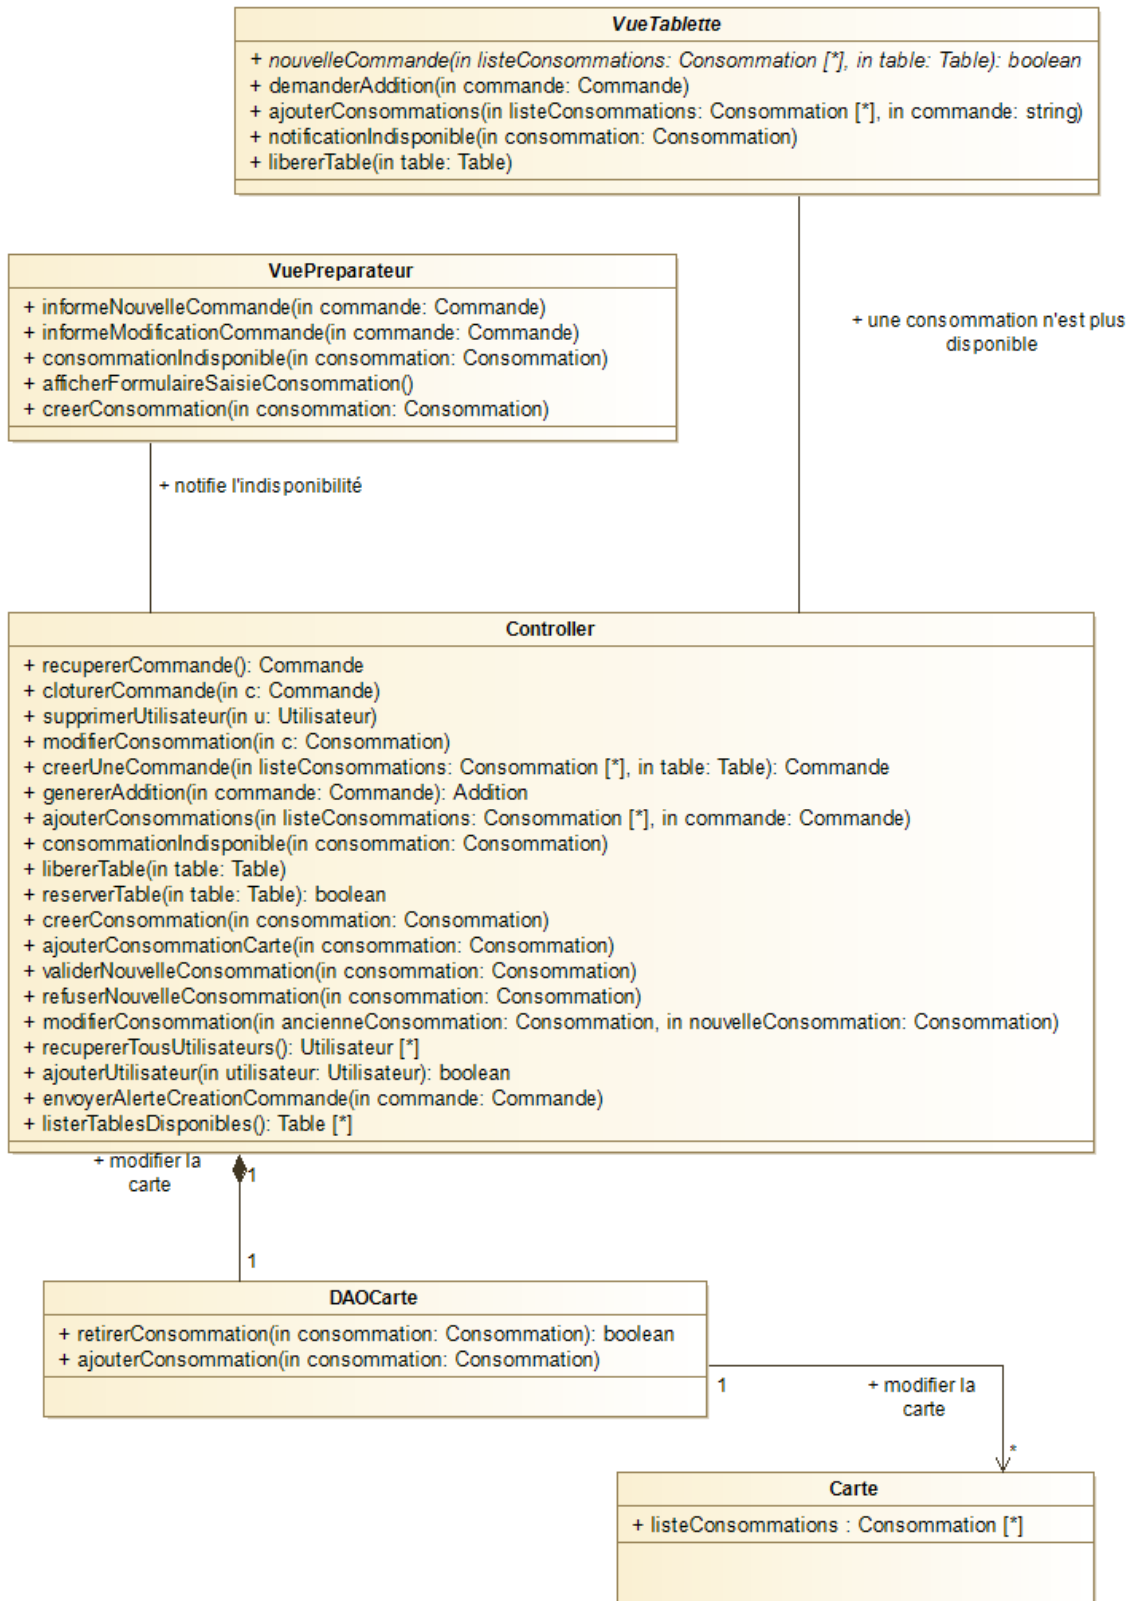 VueTablette
+ nouvelleCommande(in listeConsommations: Consommation [*], in table: Table): boolean
+ demanderAddition(in commande: Commande)
+ ajouterConsommations(in listeConsommations: Consommation [*], in commande: string)
+ notificationIndisponible(in consommation: Consommation)
+ libererTable(in table: Table)
VuePreparateur
+ informeNouvelleCommande(in commande: Commande)
+ informeModificationCommande(in commande: Commande)
+ consommationIndisponible(in consommation: Consommation)
+ afficherFormulaireSaisieConsommation()
+ creerConsommation(in consommation: Consommation)
+ une consommation n'est plus
disponible
+ notifie l'indisponibilité
Controller
+ recupererCommande(): Commande
+ cloturerCommande(in c: Commande)
+ supprimerUtilisateur(in u: Utilisateur)
+ modifierConsommation(in c: Consommation)
+ creerUneCommande(in listeConsommations: Consommation [*], in table: Table): Commande
+ genererAddition(in commande: Commande): Addition
+ ajouterConsommations(in listeConsommations: Consommation [*], in commande: Commande)
+ consommationIndisponible(in consommation: Consommation)
+ libererTable(in table: Table)
+ reserverTable(in table: Table): boolean
+ creerConsommation(in consommation: Consommation)
+ ajouterConsommationCarte(in consommation: Consommation)
+ validerNouvelleConsommation(in consommation: Consommation)
+ refuserNouvelleConsommation(in consommation: Consommation)
+ modifierConsommation(in ancienneConsommation: Consommation, in nouvelleConsommation: Consommation)
+ recupererTousUtilisateurs(): Utilisateur [*]
+ ajouterUtilisateur(in utilisateur: Utilisateur): boolean
+ envoyerAlerteCreationCommande(in commande: Commande)
+ listerTablesDisponibles(): Table [*]
+ modifier la
carte
1
1
DAOCarte
+ retirerConsommation(in consommation: Consommation): boolean
+ ajouterConsommation(in consommation: Consommation)
1
+ modifier la
carte
*
Carte
+ listeConsommations : Consommation [*]